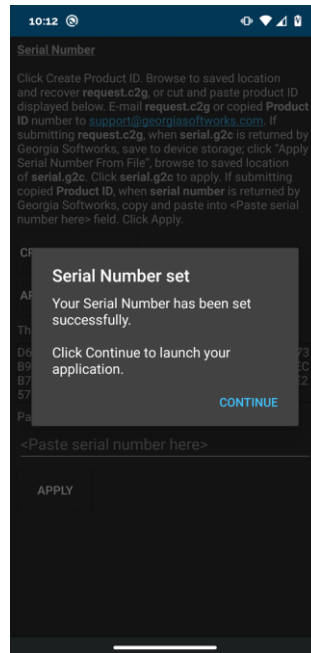 10:12
Serial Number
Click Create Product ID. Browse to saved location
and recover request.c2g, or cut and paste product ID
displayed below. E-mail request.c2g or copied Product
ID number to support@georgiasoftworks.com. If
submitting request.c2g, when serial.g2c is returned by
Georgia Softworks, save to device storage; click "Apply
Serial Number From File", browse to saved location
of serial.g2c. Click serial.g2c to apply. If submitting
copied Product ID, when serial number is returned by
Georgia Softworks, copy and paste into <Paste serial
number here> field. Click Apply.
Serial Number set
Your Serial Number has been set
successfully.
Click Continue to launch your
application.
CONTINUE
<Paste serial number here>
APPLY